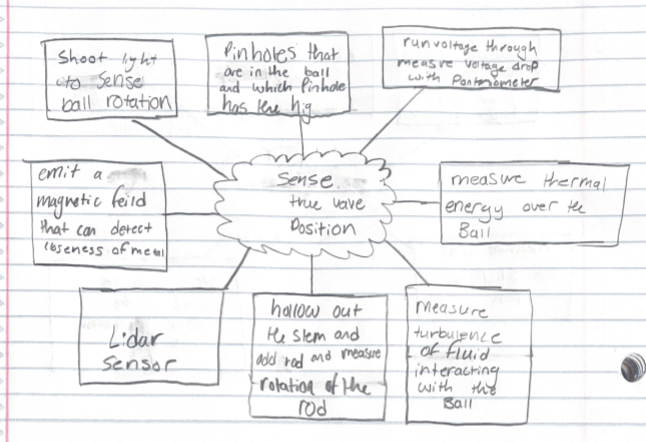 Shoot light
to Sense
ball rotation
Pinholes that
are in the ball
and which Pinhole
has the hig
run voltage through
measure voltage drop
with Pontenometer
emit a
magnetic feild
that can detect
closeness of metal
Sense
true valve
Position
measure thermal
energy over the
Ball
Lidar
Sensor
hollow out
the stem and
add rod and measure
rotation of the
rod
Measure
turbulence
of fluid
interacting
with the
Ball